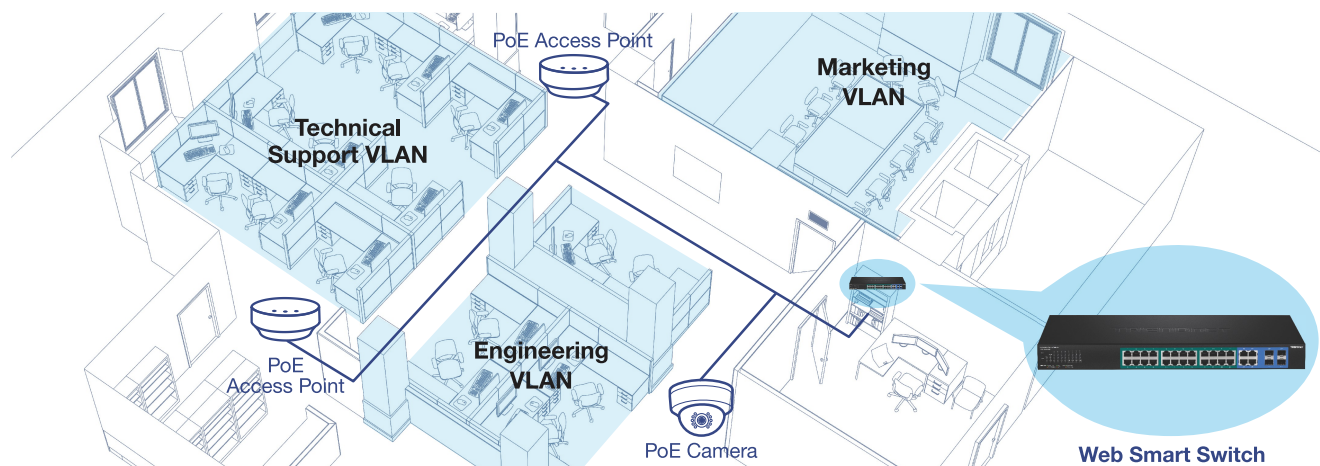 PoE Access Point
Marketing
VLAN
Technical
Support VLAN
PoE
Access Point
Engineering
VLAN
PoE Camera
Web Smart Switch